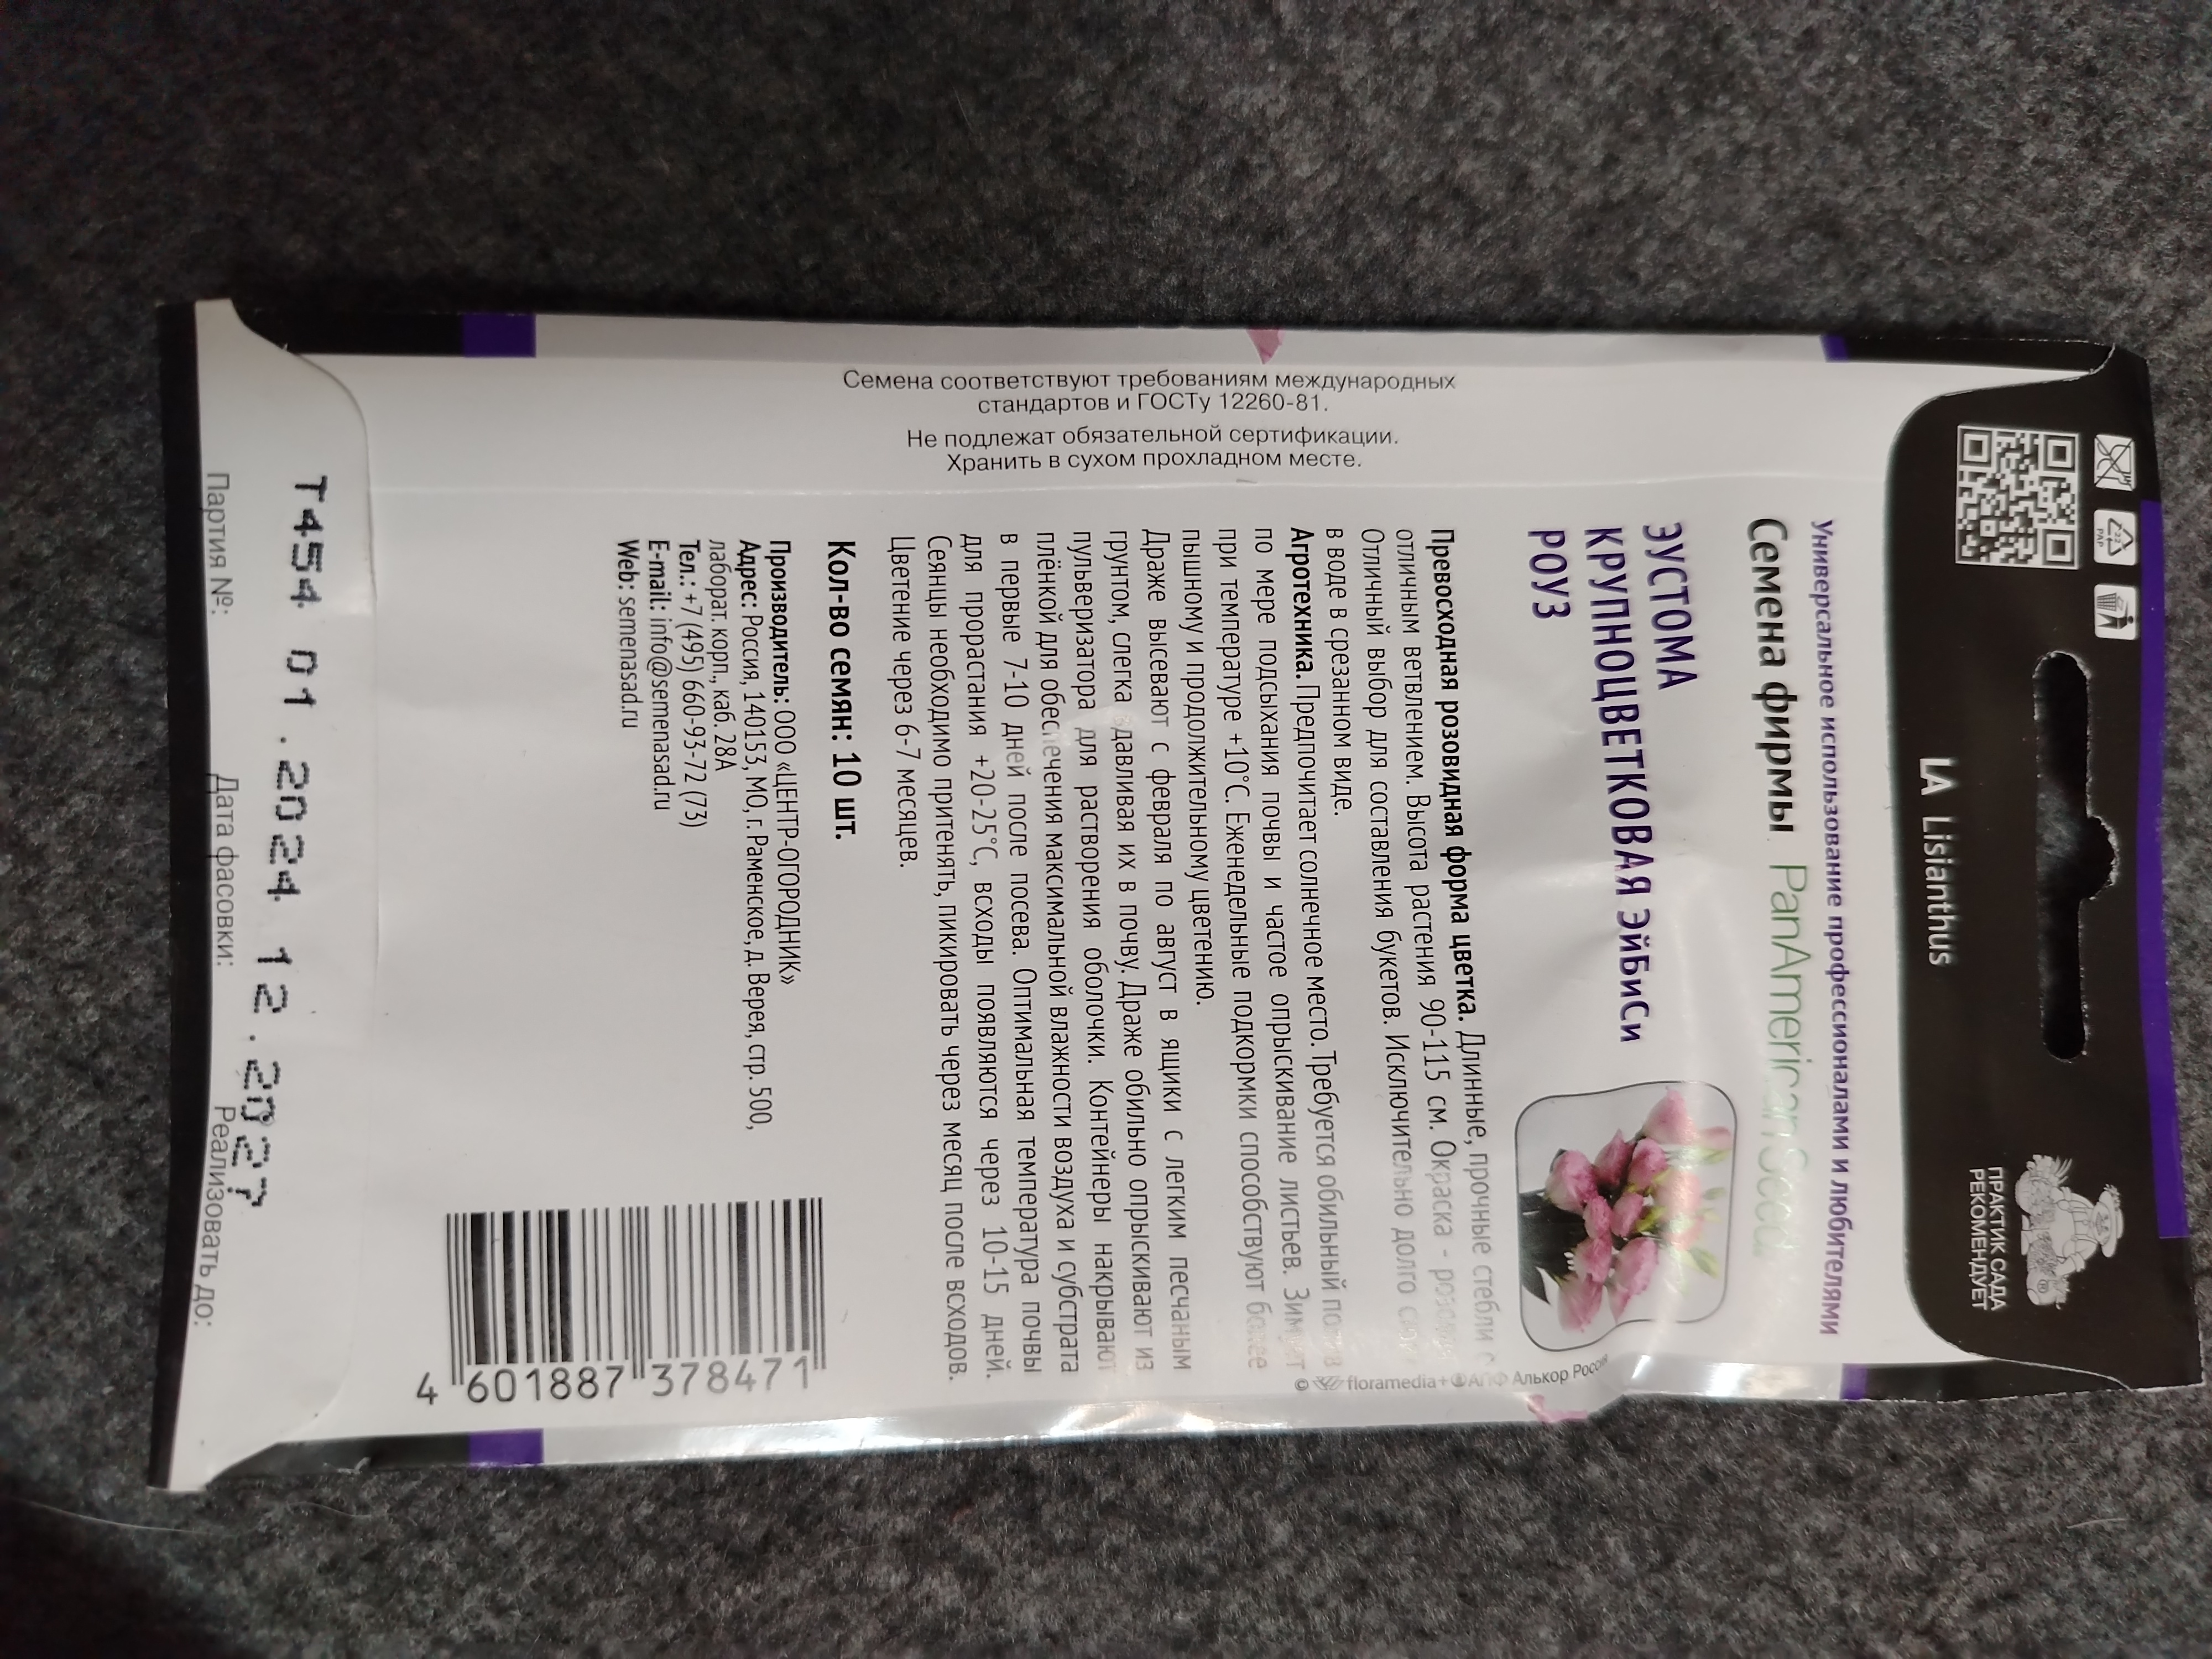 LA Lisianthus
ПРАКТИК САДА
РЕКОМЕНДУЕТ
Универсальное использование профессионалами и любителями
Семена фирмы PanAmericanSeed
ЭУСТОМА
КРУПНОЦВЕТКОВАЯ ЭйБиСи
РОУЗ
Превосходная розовидная форма цветка. Длинные, прочные стебли с
отличным ветвлением. Высота растения 90-115 см. Окраска -
Отличный выбор для составления букетов. Исключительно долго
в воде в срезанном виде.
Агротехника. Предпочитает солнечное место. Требуется обильный полив
по мере подсыхания почвы и частое опрыскивание листьев. Зимует
при температуре +10°С. Еженедельные подкормки способствуют более
пышному и продолжительному цветению.
Драже высевают с февраля по август в ящики с легким песчаным
грунтом, слегка вдавливая их в почву. Драже обильно опрыскивают из
пульверизатора для растворения оболочки. Контейнеры накрывают
плёнкой для обеспечения максимальной влажности воздуха и субстрата
в первые 7-10 дней после посева. Оптимальная температура почвы
для прорастания +20-25°С, всходы появляются через 10-15 дней.
Сеянцы необходимо притенять, пикировать через месяц после всходов.
Цветение через 6-7 месяцев.
Кол-во семян: 10 шт.
Производитель: ООО «ЦЕНТР-ОГОРОДНИК»
Адрес: Россия, 140153, МО, г. Раменское, д. Верея, стр. 500,
лаборат. корп., каб. 28А
Тел.: +7 (495) 660-93-72 (73)
E-mail: info@semenasad.ru
Web: semenasad.ru
4 601887 378471
© floramedia+ ® АПФ Алькор Россия
Семена соответствуют требованиям международных
стандартов и ГОСТу 12260-81.
Не подлежат обязательной сертификации.
Хранить в сухом прохладном месте.
Т454 01.2024 12.2027
Партия №: Дата фасовки: Реализовать до: